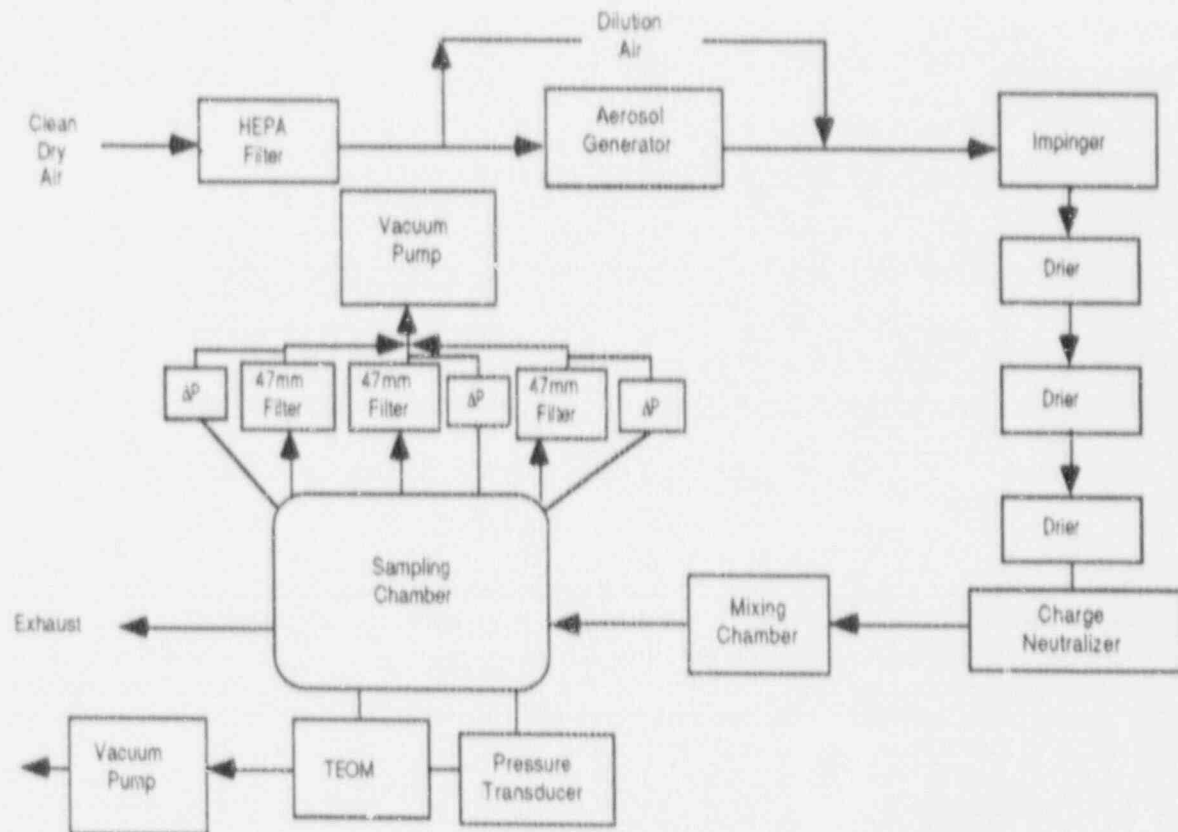 Dilution
Air
Clean
Dry
Air
HEPA
Filter
Aerosol
Generator
Impinger
Vacuum
Pump
Drier
ΔP
47mm
Filter
47mm
Filter
ΔP
47mm
Filter
ΔP
Drier
Drier
Sampling
Chamber
Exhaust
Mixing
Chamber
Charge
Neutralizer
Vacuum
Pump
TEOM
Pressure
Transducer